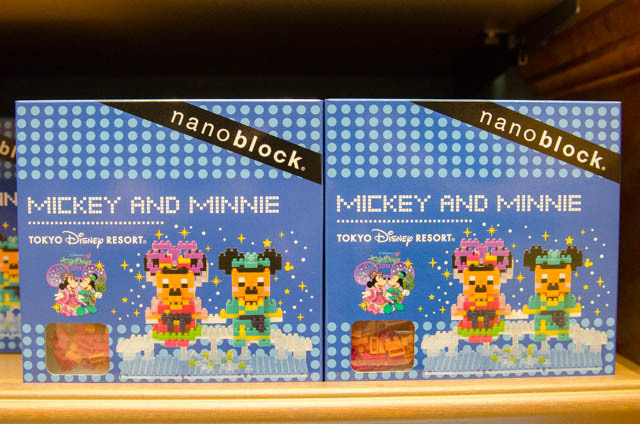 nanoblock®
MICKEY AND MINNIE
TOKYO Disney RESORT®
nanoblock®
MICKEY AND MINNIE
TOKYO Disney RESORT®